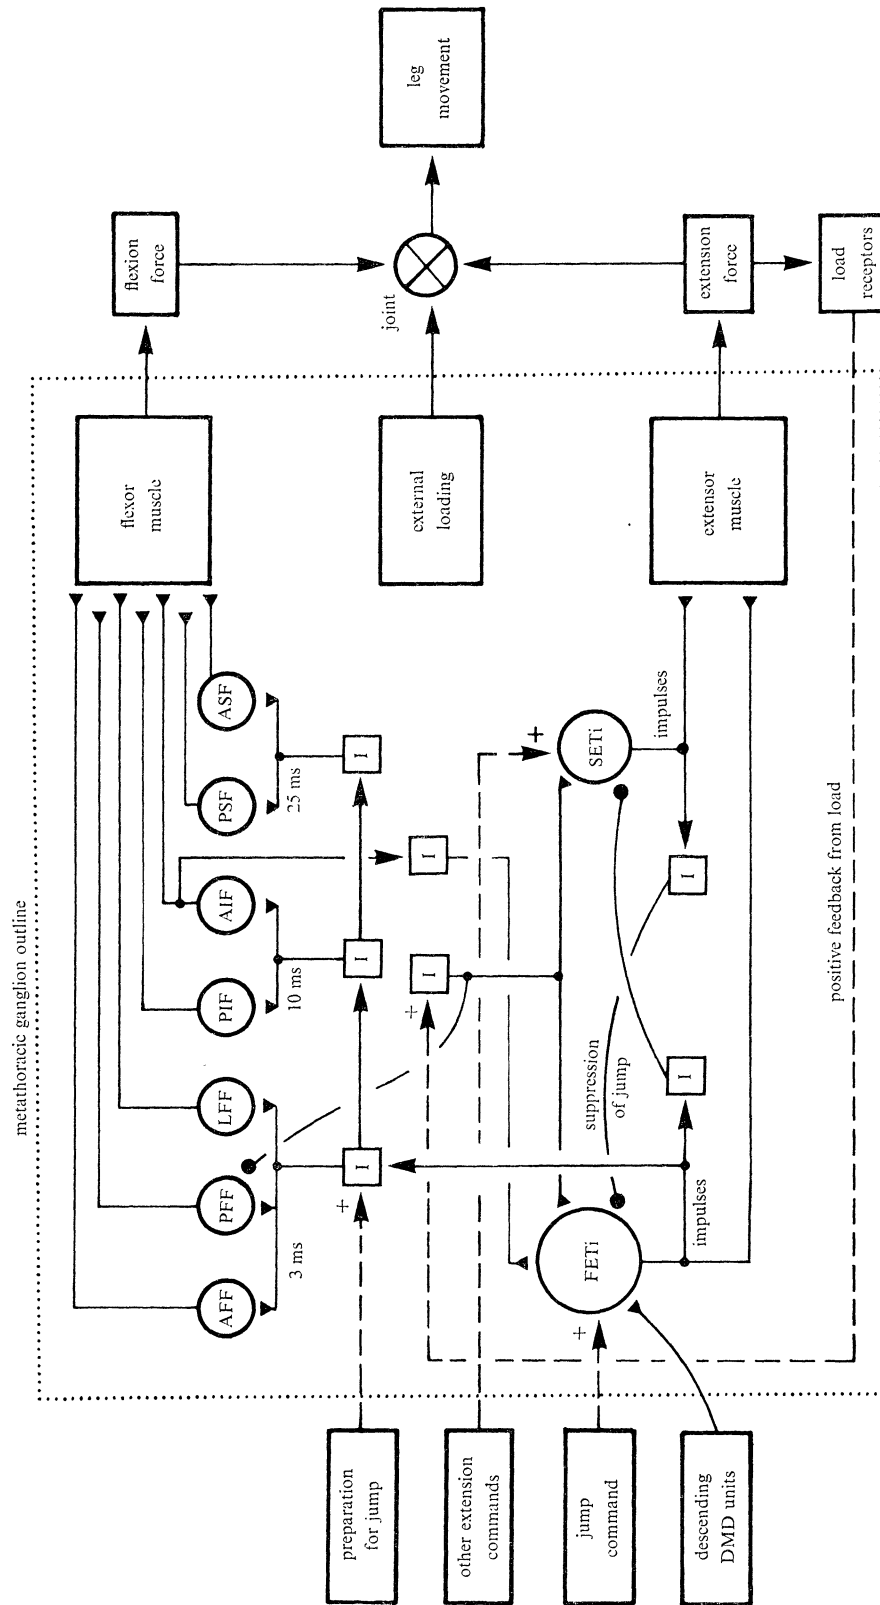 metathoracic ganglion outline
AFF
PFF
LFF
PIF
AIF
PSF
ASF
3 ms
10 ms
25 ms
flexor
muscle
flexion
force
preparation
for jump
+
I
I
I
other extension
commands
+
I
I
external
loading
joint
leg
movement
jump
command
+
FETi
suppression
of jump
+
SETi
descending
DMD units
impulses
I
I
impulses
extensor
muscle
extension
force
positive feedback from load
load
receptors